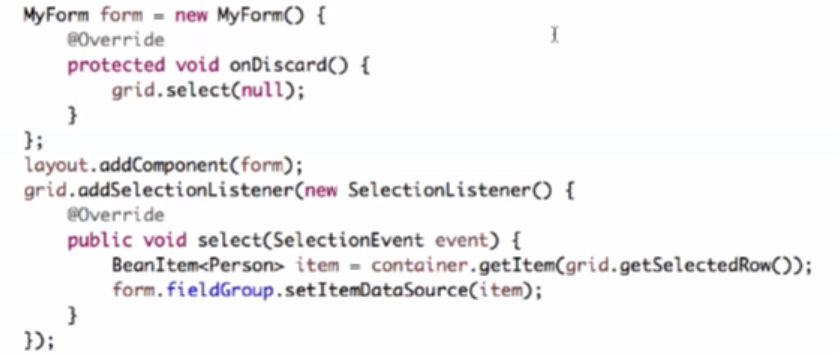 MyForm form = new MyForm() {
    @Override
    protected void onDiscard() {
        grid.select(null);
    }
};
layout.addComponent(form);
grid.addSelectionListener(new SelectionListener() {
    @Override
    public void select(SelectionEvent event) {
        BeanItem<Person> item = container.getItem(grid.getSelectedRow());
        form.fieldGroup.setItemDataSource(item);
    }
});